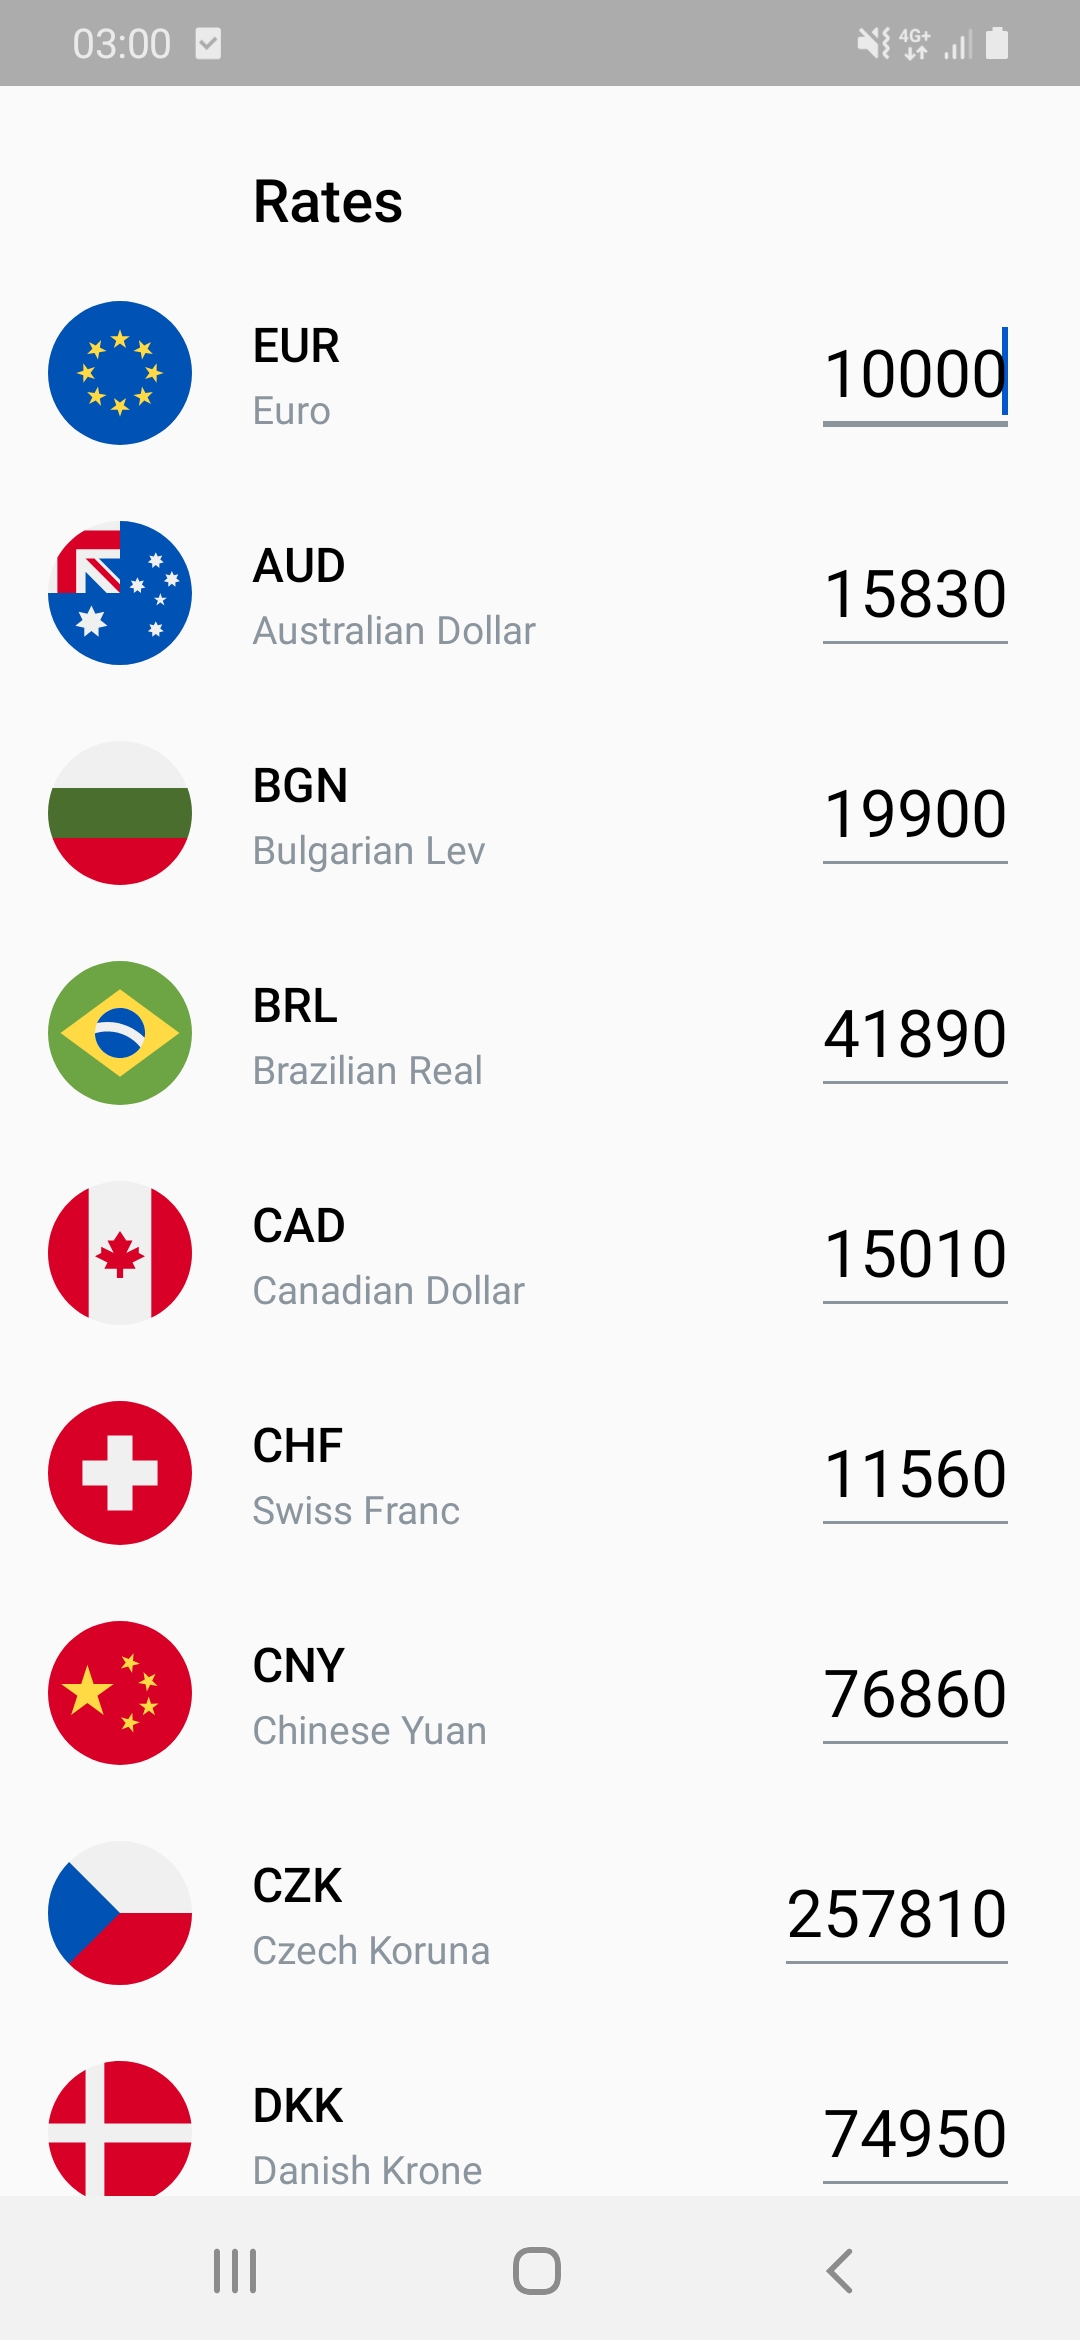 03:00
4G+
Rates
EUR
Euro
10000
AUD
Australian Dollar
15830
BGN
Bulgarian Lev
19900
BRL
Brazilian Real
41890
CAD
Canadian Dollar
15010
CHF
Swiss Franc
11560
CNY
Chinese Yuan
76860
CZK
Czech Koruna
257810
DKK
Danish Krone
74950